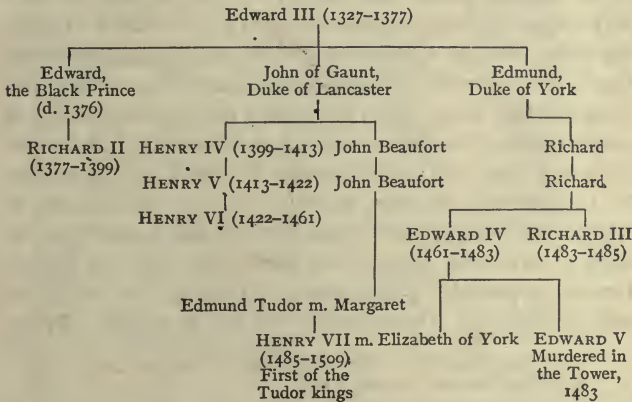 Edward III (1327–1377)
Edward, the Black Prince (d. 1376)
John of Gaunt, Duke of Lancaster
Edmund, Duke of York
RICHARD II (1377–1399)
HENRY IV (1399–1413) John Beaufort Richard
HENRY V (1413–1422) John Beaufort Richard
HENRY VI (1422–1461)
EDWARD IV (1461–1483)
RICHARD III (1483–1485)
Edmund Tudor m. Margaret
HENRY VII m. Elizabeth of York
(1485–1509)
First of the
Tudor kings
EDWARD V
Murdered in
the Tower,
1483